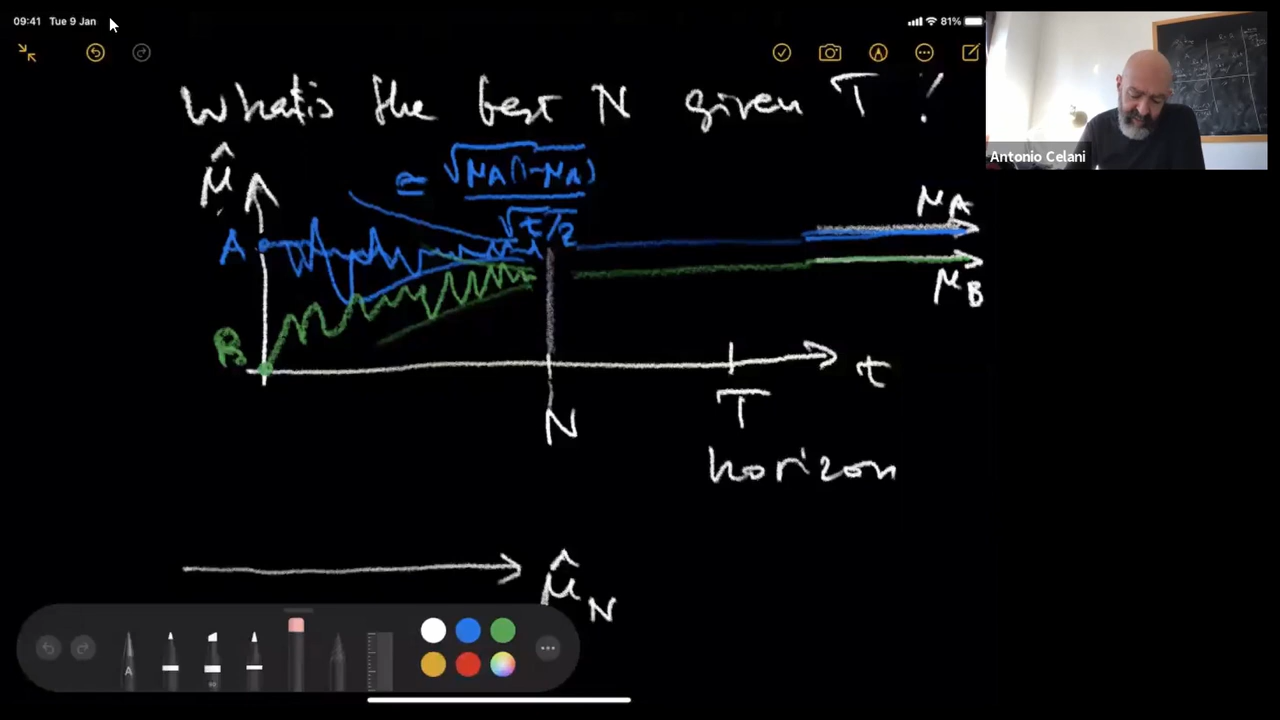 09:41 Tue 9 Jan
81%
What's the best N given T ?
μ̂
≅ √μA(1-μA) / √t/2
A
μA
μB
B
t
N
T
horizon
μ̂N
Antonio Celani